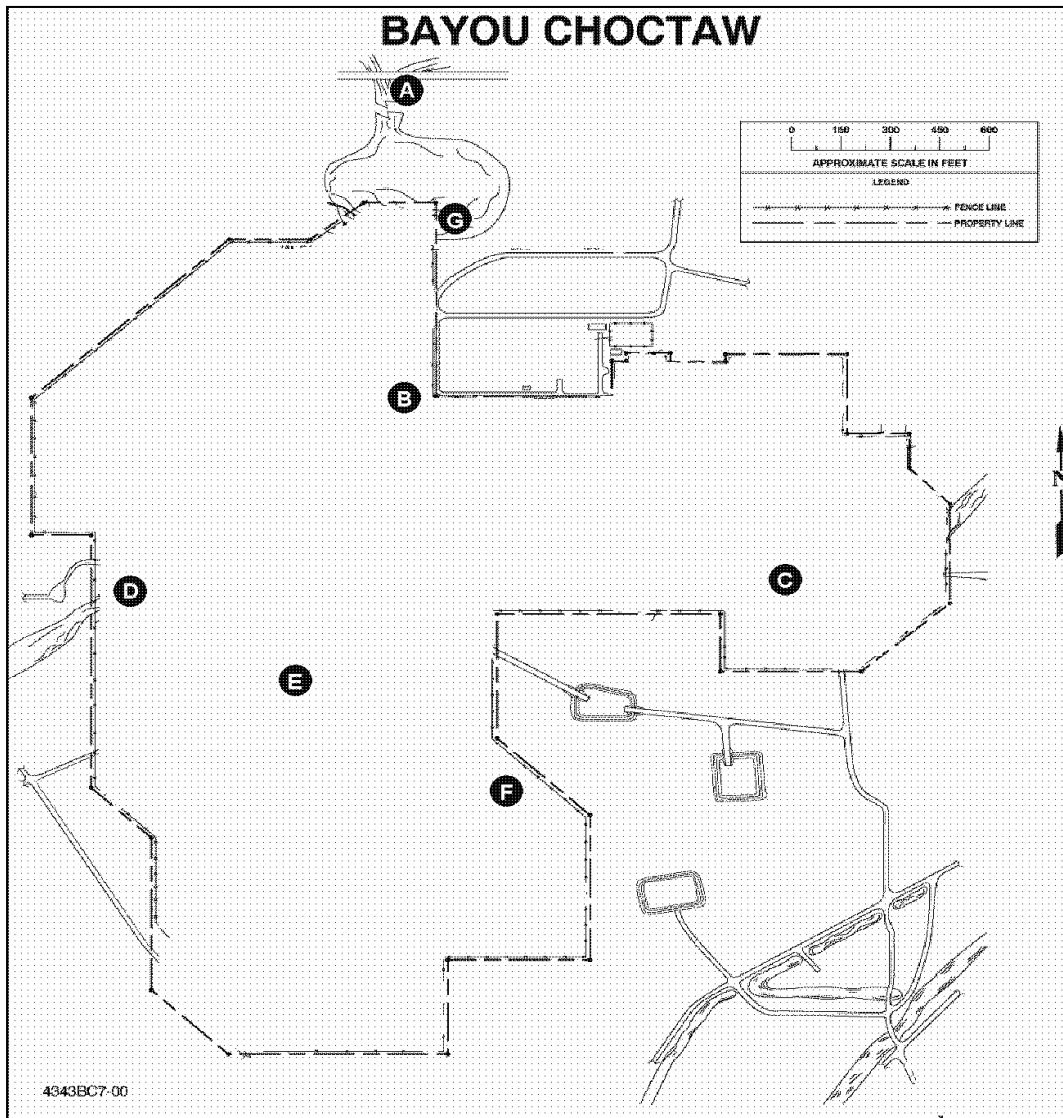 BAYOU CHOCTAW
A
0 150 300 450 600
APPROXIMATE SCALE IN FEET
LEGEND
FENCE LINE
PROPERTY LINE
G
B
N
C
D
E
F
4343BC7-00